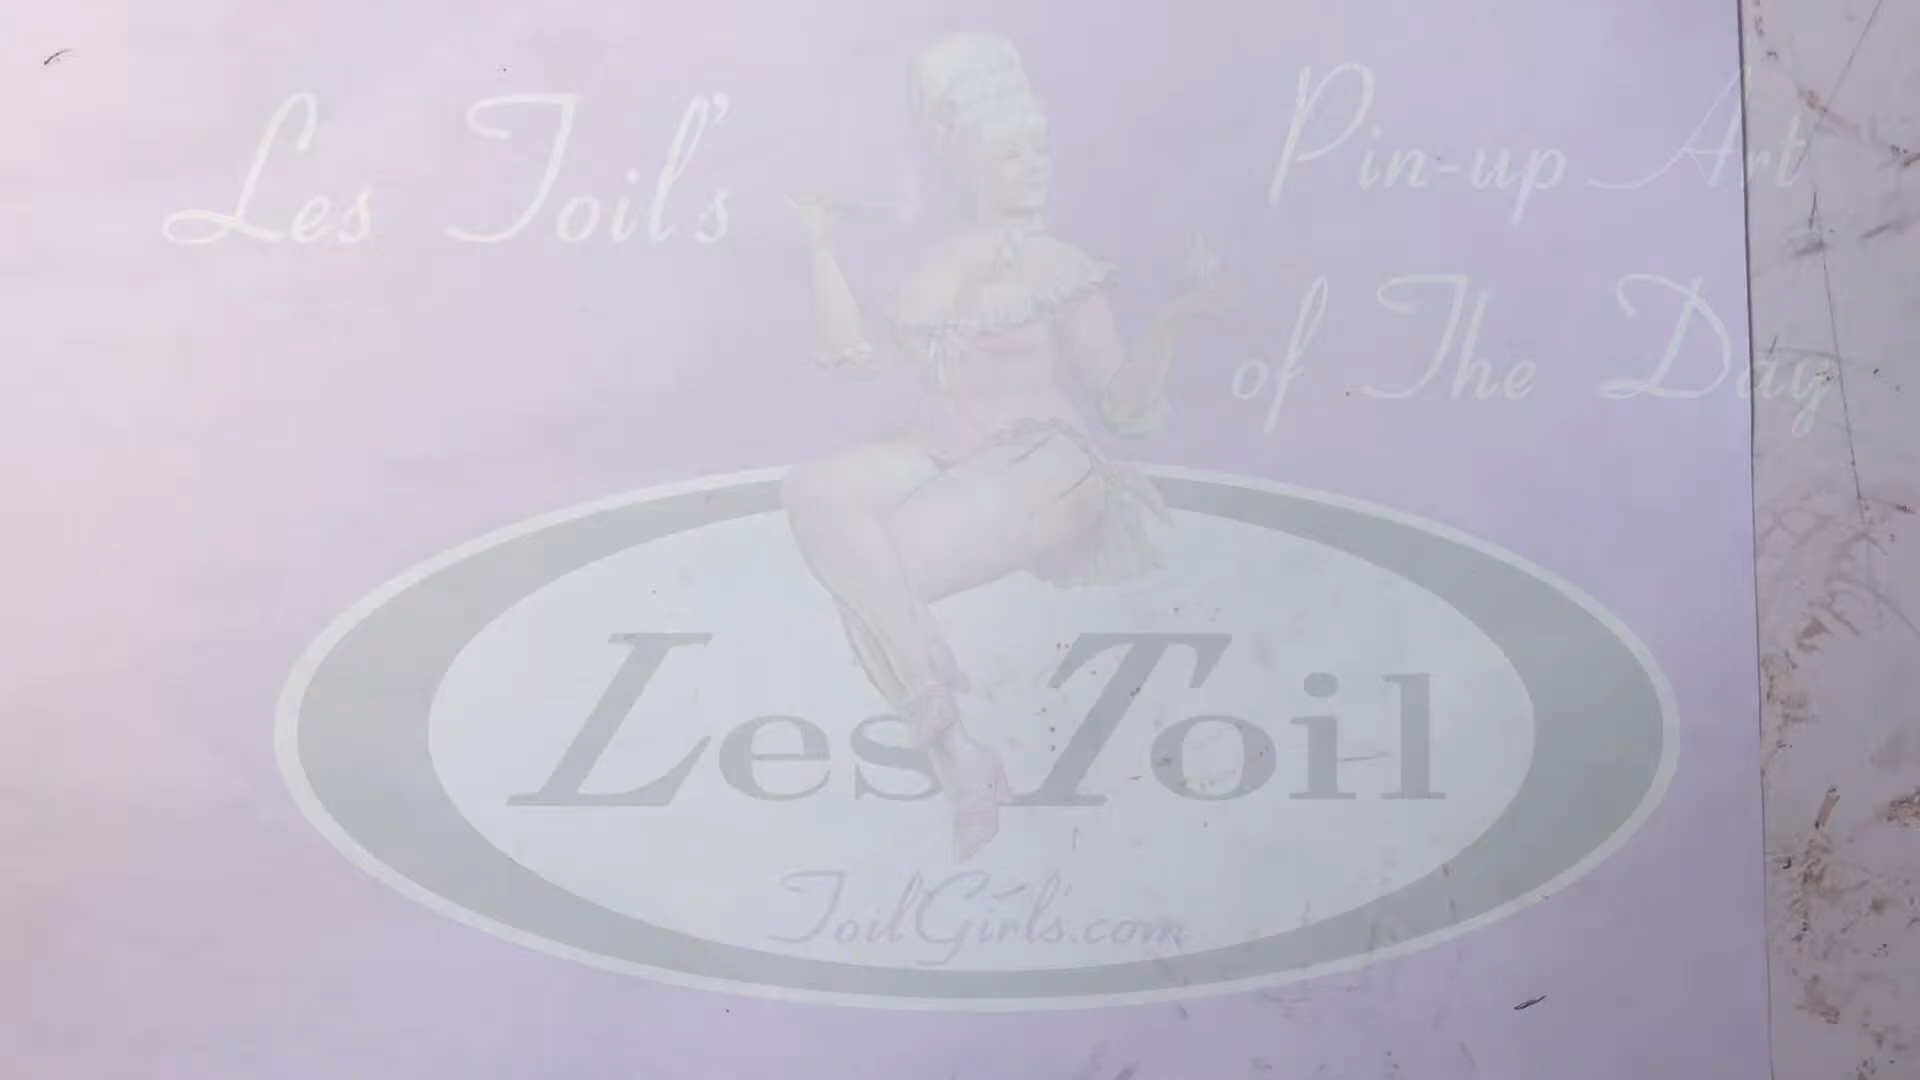 Les Toil's
Pin-up Art
of The Day
Les Toil
ToilGirls.com